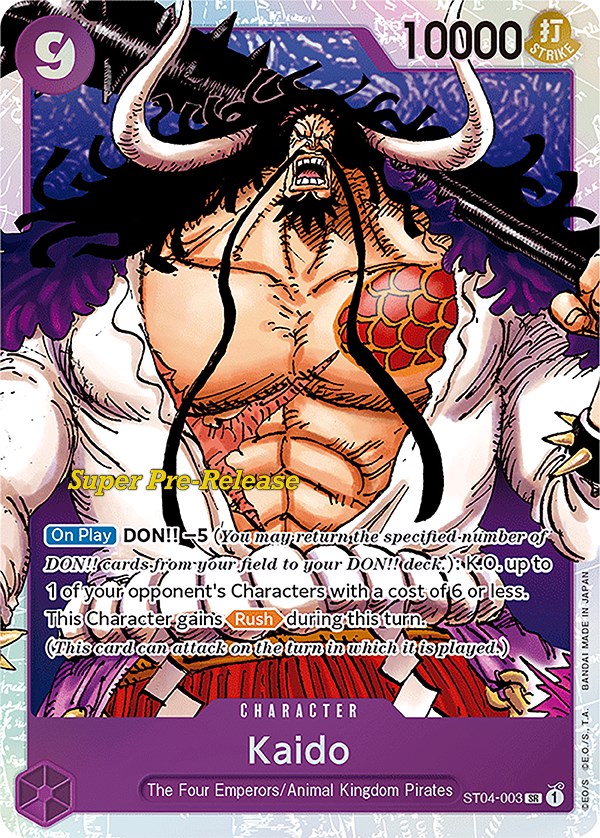 9
10000
打
STRIKE
Super Pre-Release
On Play DON!! −5 (You may return the specified number of
DON!! cards from your field to your DON!! deck.): K.O. up to
1 of your opponent's Characters with a cost of 6 or less.
This Character gains Rush during this turn.
(This card can attack on the turn in which it is played.)
CHARACTER
Kaido
The Four Emperors/Animal Kingdom Pirates
ST04-003 SR 1
©E.O/S ©E.O./S., T.A. BANDAI MADE IN JAPAN